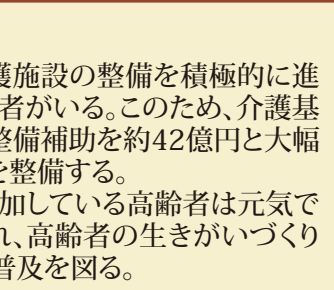 護施設の整備を積極的に進
者がいる。このため、介護基
整備補助を約42億円と大幅
を整備する。
加している高齢者は元気で
れ、高齢者の生きがいづくり
普及を図る。